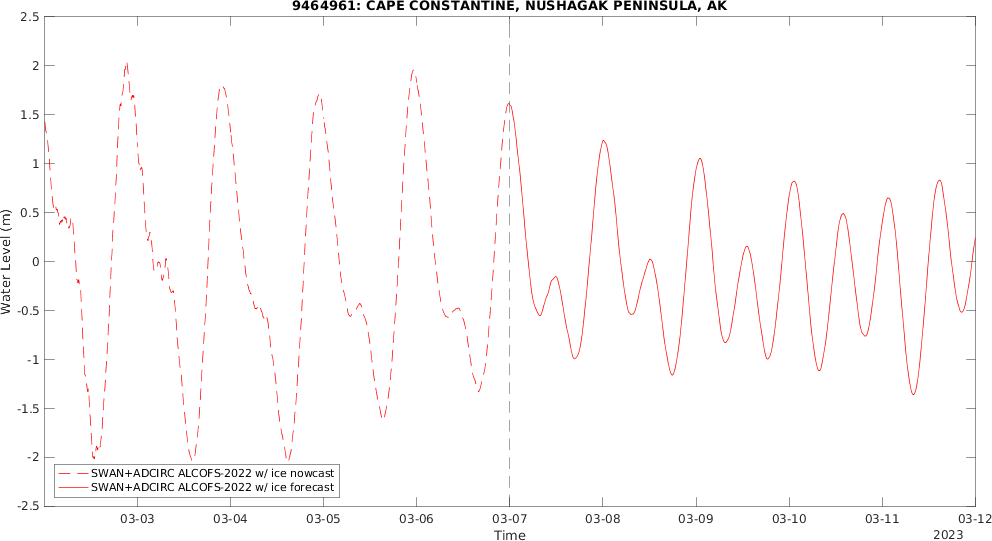 9464961: CAPE CONSTANTINE, NUSHAGAK PENINSULA, AK
2.5
2
1.5
1
0.5
0
-0.5
-1
-1.5
-2
-2.5
Water Level (m)
SWAN+ADCIRC ALCOFS-2022 w/ ice nowcast
SWAN+ADCIRC ALCOFS-2022 w/ ice forecast
03-03 03-04 03-05 03-06 03-07 03-08 03-09 03-10 03-11 03-12
Time
2023